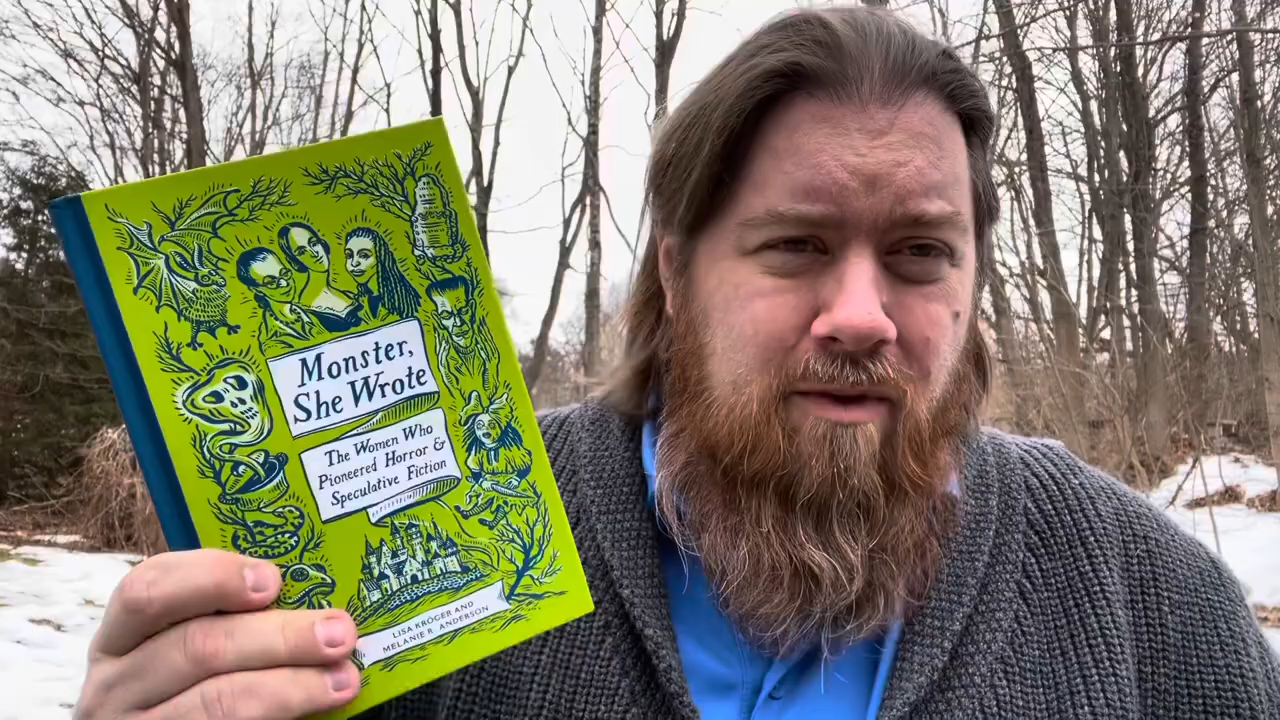 Monster,
She Wrote
The Women Who
Pioneered Horror &
Speculative Fiction
LISA KRÖGER AND
MELANIE R. ANDERSON